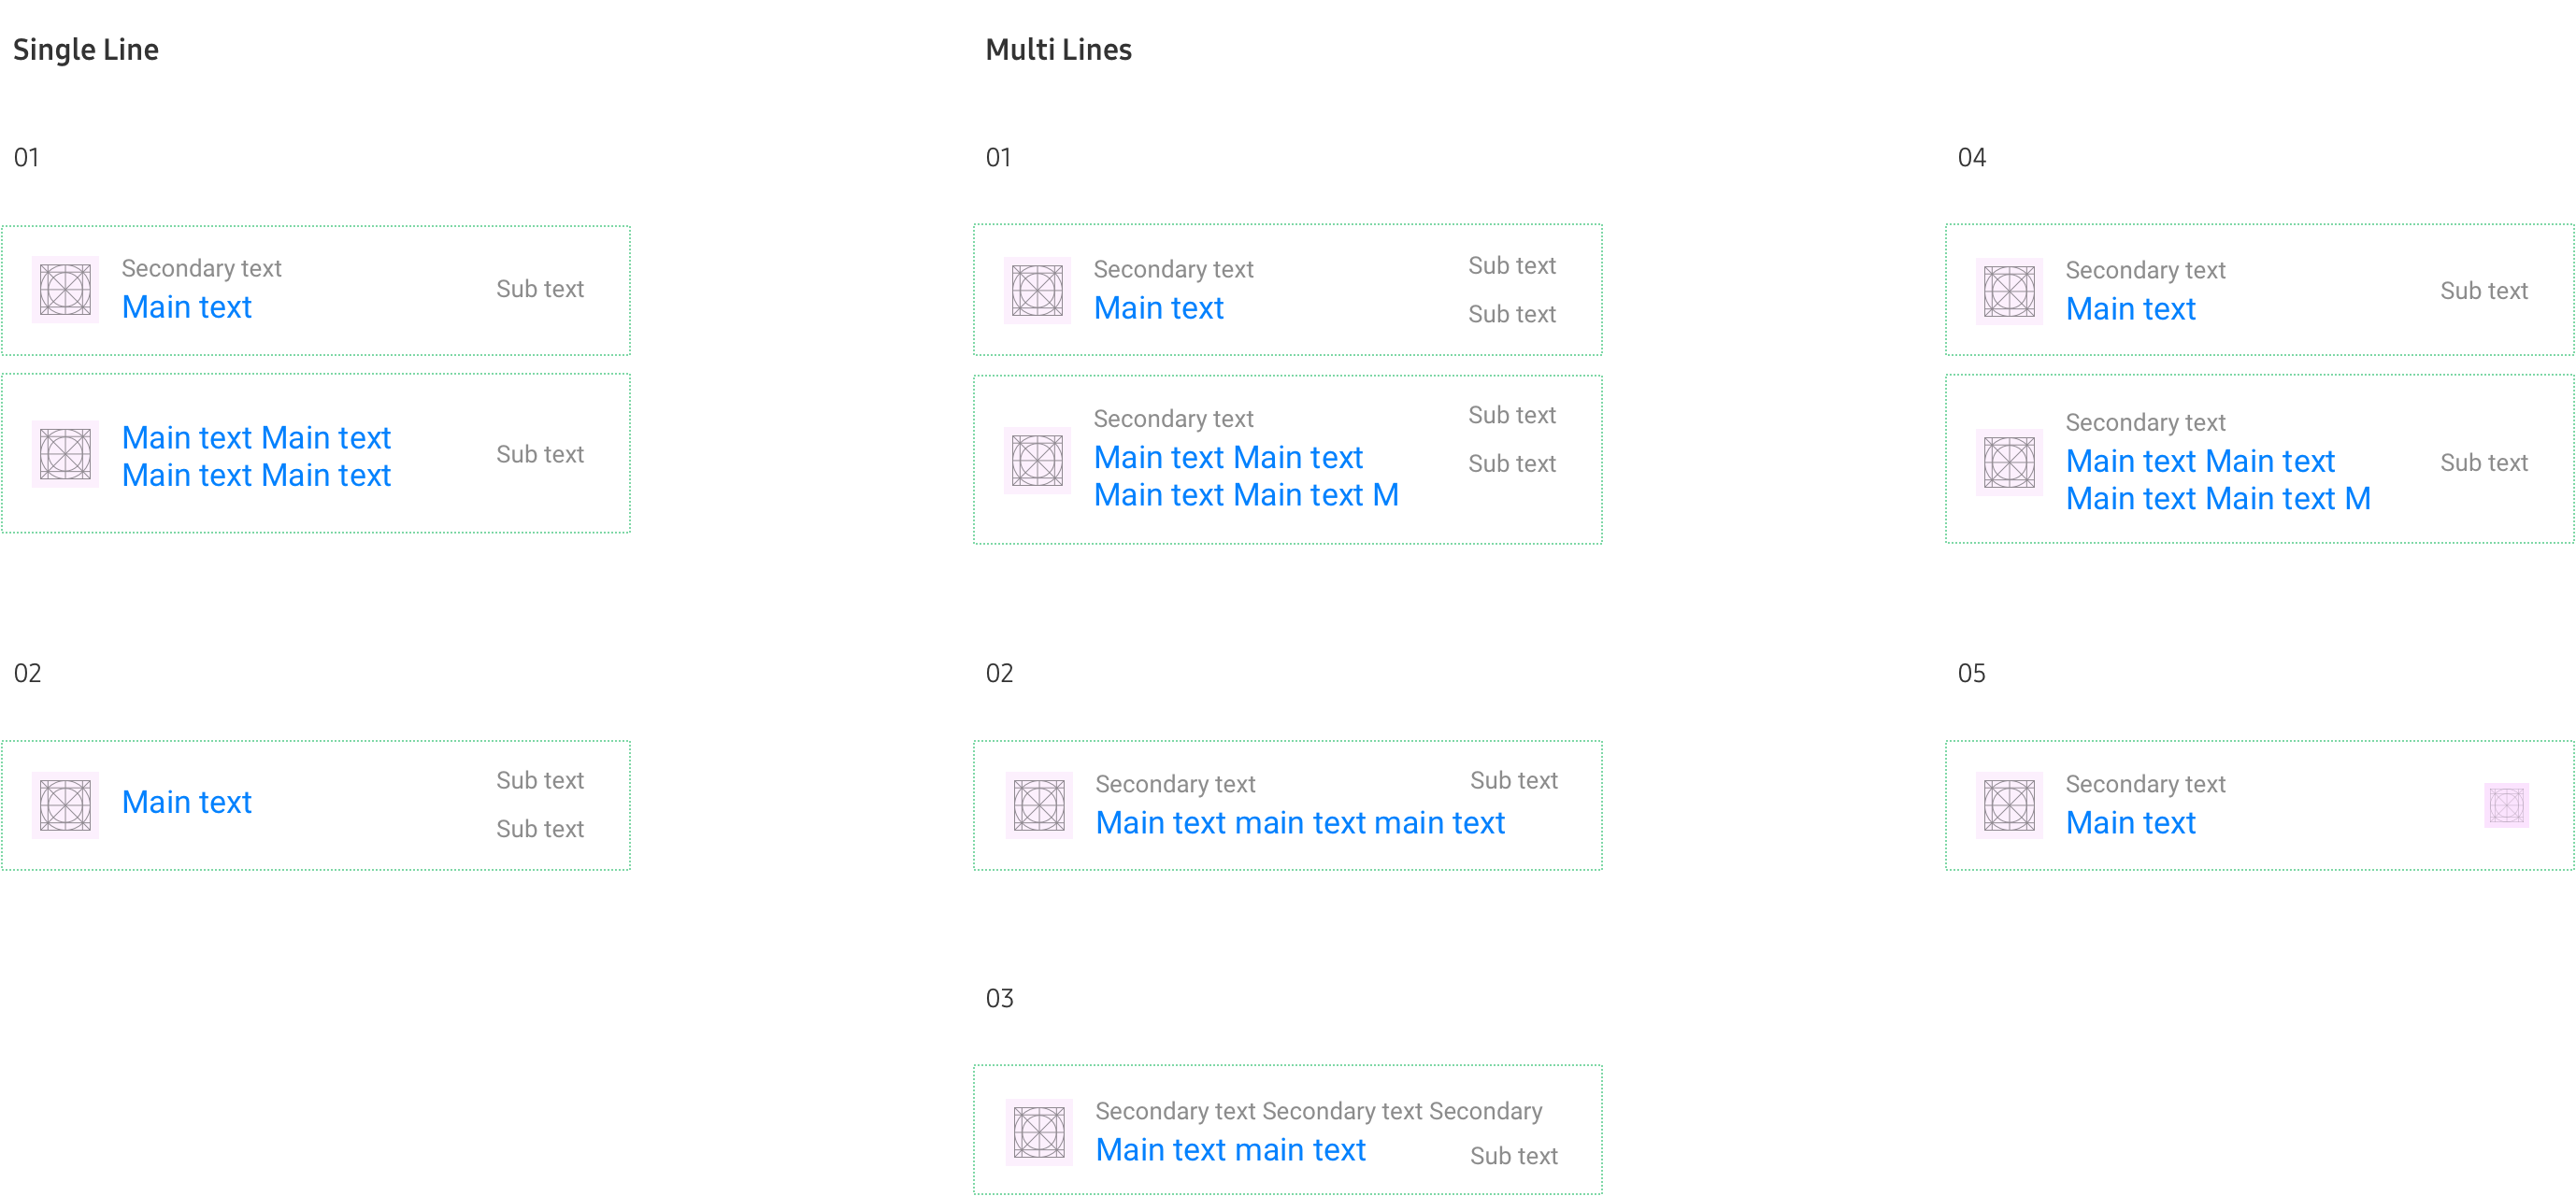 Single Line
01
Secondary text
Main text
Sub text
Main text Main text
Main text Main text
Sub text
02
Main text
Sub text
Sub text
Multi Lines
01
Secondary text
Main text
Sub text
Sub text
Secondary text
Main text Main text
Main text Main text M
Sub text
Sub text
02
Secondary text
Sub text
Main text main text main text
03
Secondary text Secondary text Secondary
Main text main text
Sub text
04
Secondary text
Main text
Sub text
Secondary text
Main text Main text
Main text Main text M
Sub text
05
Secondary text
Main text